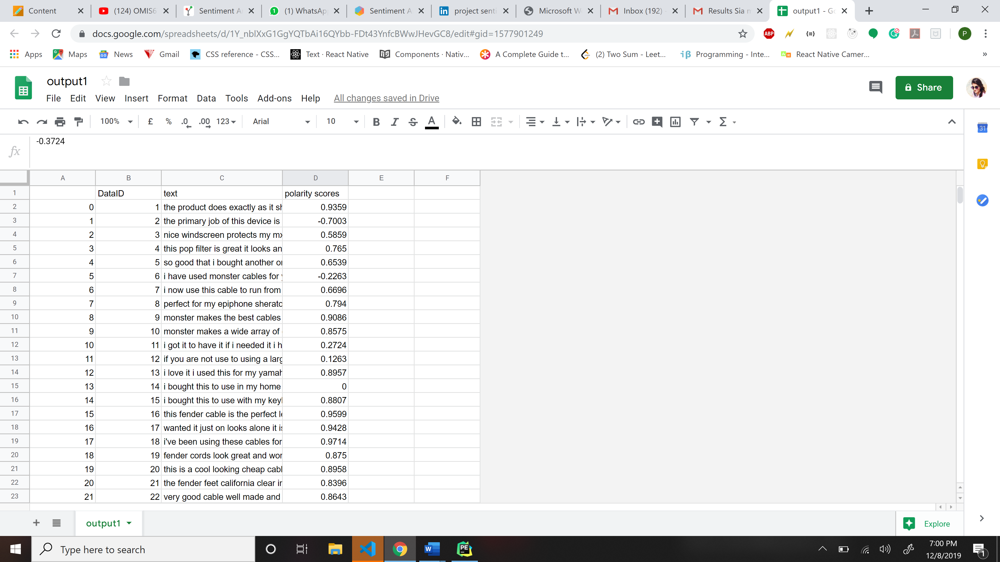 Content
(124) OMIS6
Sentiment A
(1) WhatsAp
Sentiment A
project senti
Microsoft W
Inbox (192) -
Results Sia m
output1 - Go
docs.google.com/spreadsheets/d/1Y_nblXxG1GgYQTbAi16QYbb-FDt43YnfcBWwJHevGC8/edit#gid=1577901249
ABP
P
Apps
Maps
News
Gmail
CSS reference - CSS...
Text · React Native
Components · Nativ...
A Complete Guide t...
(2) Two Sum - Leet...
Programming - Inte...
React Native Camer...
output1
Share
File Edit View Insert Format Data Tools Add-ons Help All changes saved in Drive
100% £ % .0 .00 123 Arial 10 B I S A Σ
31
fx -0.3724
A B C D E F
1 DataID text polarity scores
2 0 1 the product does exactly as it sh 0.9359
3 1 2 the primary job of this device is -0.7003
4 2 3 nice windscreen protects my mx 0.5859
5 3 4 this pop filter is great it looks an 0.765
6 4 5 so good that i bought another on 0.6539
7 5 6 i have used monster cables for y -0.2263
8 6 7 i now use this cable to run from 0.6696
9 7 8 perfect for my epiphone sherato 0.794
10 8 9 monster makes the best cables 0.9086
11 9 10 monster makes a wide array of 0.8575
12 10 11 i got it to have it if i needed it i h 0.2724
13 11 12 if you are not use to using a larg 0.1263
14 12 13 i love it i used this for my yamah 0.8957
15 13 14 i bought this to use in my home 0
16 14 15 i bought this to use with my key 0.8807
17 15 16 this fender cable is the perfect le 0.9599
18 16 17 wanted it just on looks alone it is 0.9428
19 17 18 i've been using these cables for 0.9714
20 18 19 fender cords look great and wor 0.875
21 19 20 this is a cool looking cheap cabl 0.8958
22 20 21 the fender feet california clear in 0.8396
23 21 22 very good cable well made and 0.8643
output1
Explore
Type here to search
W
PE
7:00 PM
12/8/2019
1